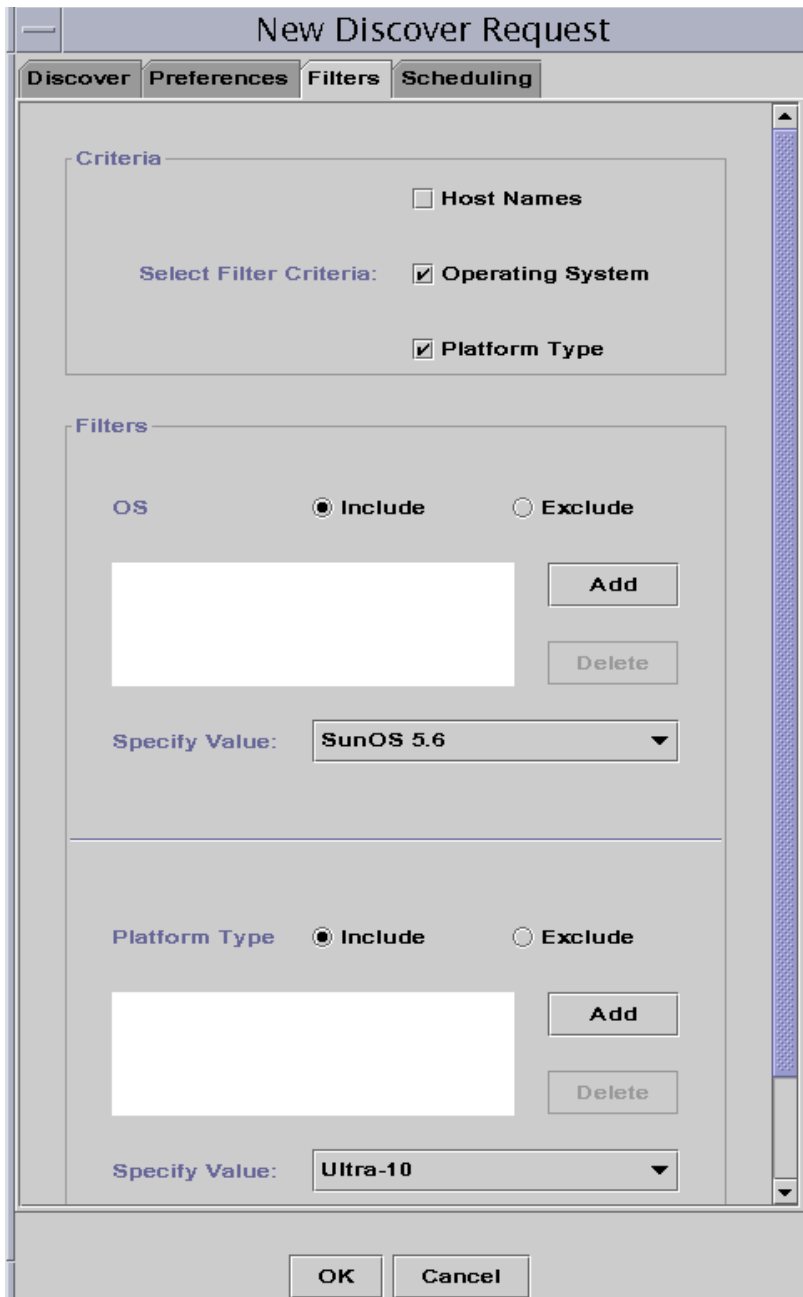 New Discover Request
Discover Preferences Filters Scheduling
Criteria
Host Names
Select Filter Criteria: Operating System
Platform Type
Filters
OS Include Exclude
Add
Delete
Specify Value: SunOS 5.6
Platform Type Include Exclude
Add
Delete
Specify Value: Ultra-10
OK Cancel